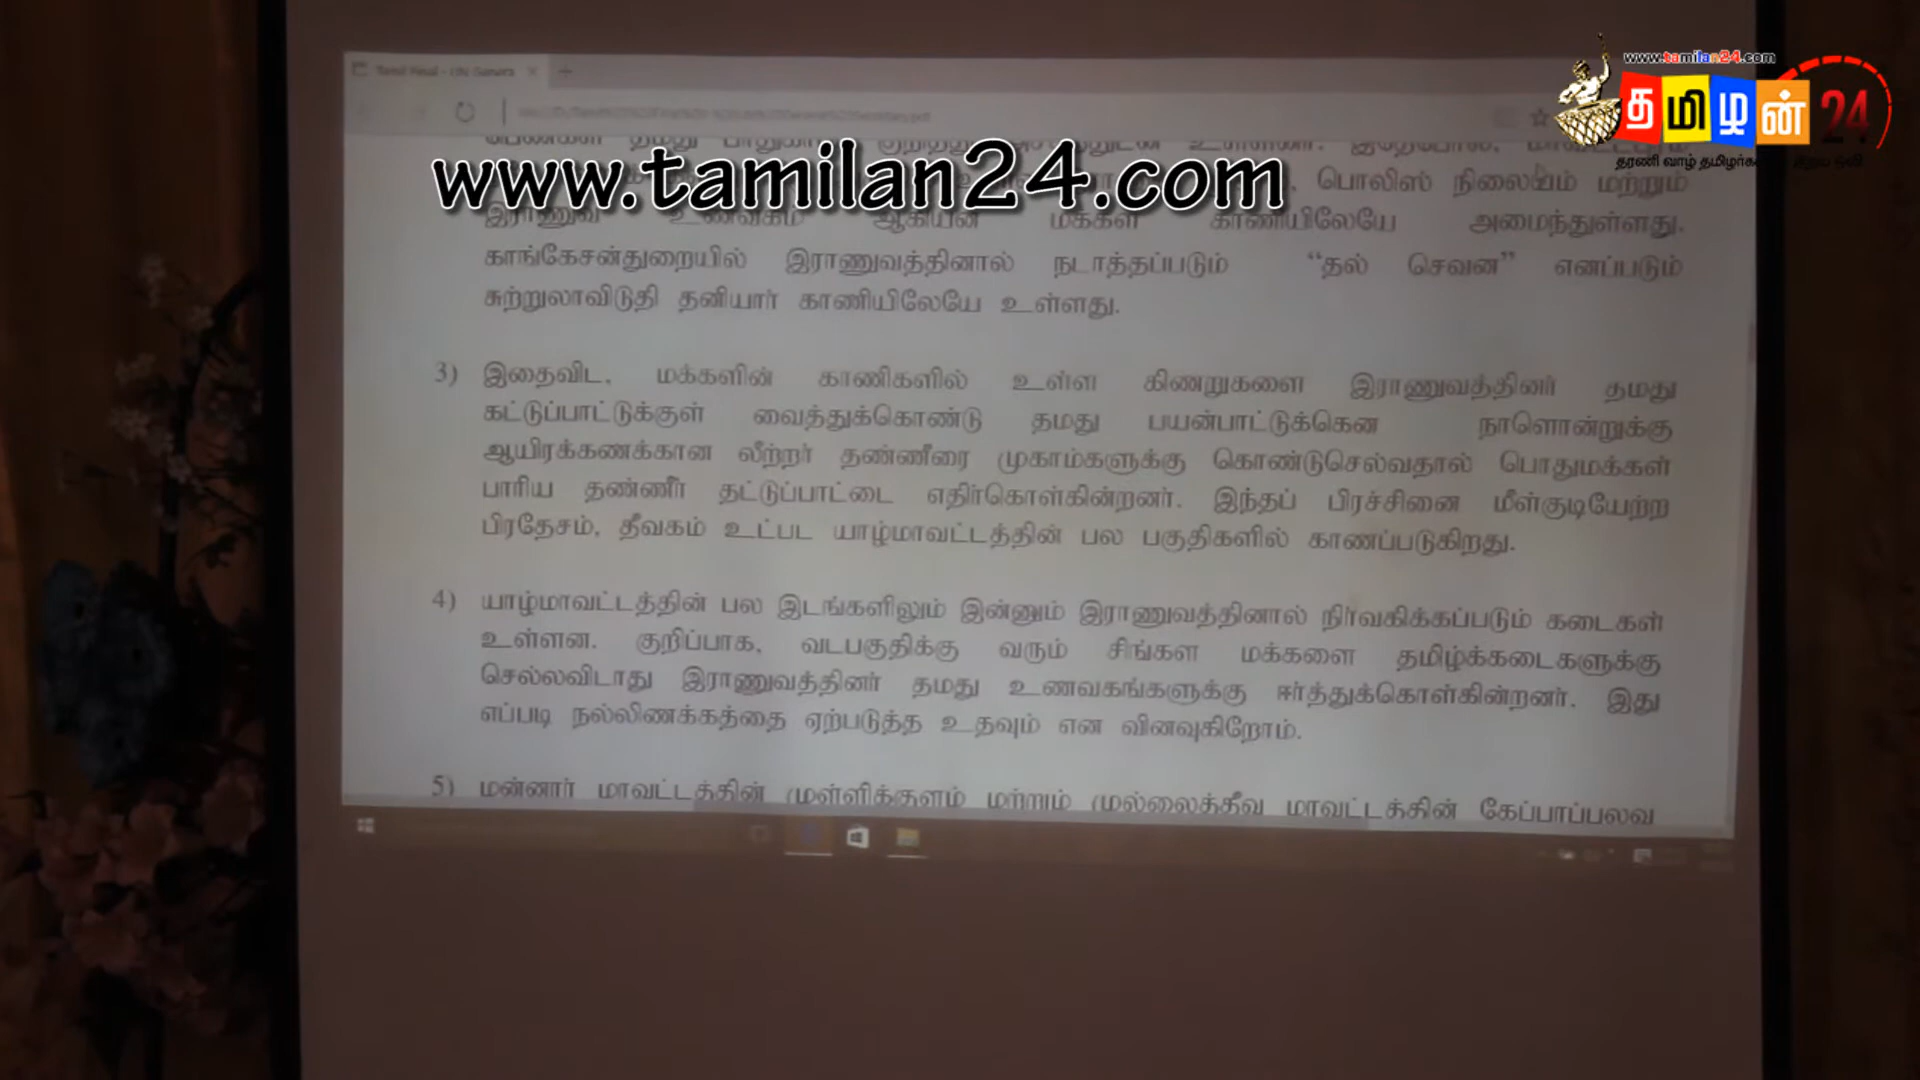 www.tamilan24.com
தமிழன் 24
www.tamilan24.com
பொலிஸ் நிலையம் மற்றும்
இராணுவ உணவகம் ஆகியன மக்கள் காணியிலேயே அமைந்துள்ளது.
காங்கேசன்துறையில் இராணுவத்தினால் நடாத்தப்படும் “தல் செவன” எனப்படும்
சுற்றுலாவிடுதி தனியார் காணியிலேயே உள்ளது.
3) இதைவிட, மக்களின் காணிகளில் உள்ள கிணறுகளை இராணுவத்தினர் தமது
கட்டுப்பாட்டுக்குள் வைத்துக்கொண்டு தமது பயன்பாட்டுக்கென நாளொன்றுக்கு
ஆயிரக்கணக்கான லீற்றர் தண்ணீரை முகாம்களுக்கு கொண்டுசெல்வதால் பொதுமக்கள்
பாரிய தண்ணீர் தட்டுப்பாட்டை எதிர்கொள்கின்றனர். இந்தப் பிரச்சினை மீள்குடியேற்ற
பிரதேசம், தீவகம் உட்பட யாழ்மாவட்டத்தின் பல பகுதிகளில் காணப்படுகிறது.
4) யாழ்மாவட்டத்தின் பல இடங்களிலும் இன்னும் இராணுவத்தினால் நிர்வகிக்கப்படும் கடைகள்
உள்ளன. குறிப்பாக, வடபகுதிக்கு வரும் சிங்கள மக்களை தமிழ்க்கடைகளுக்கு
செல்லவிடாது இராணுவத்தினர் தமது உணவகங்களுக்கு ஈர்த்துக்கொள்கின்றனர். இது
எப்படி நல்லிணக்கத்தை ஏற்படுத்த உதவும் என வினவுகிறோம்.
5) மன்னார் மாவட்டத்தின் முள்ளிக்குளம் மற்றும் முல்லைத்தீவு மாவட்டத்தின் கேப்பாப்பலவ